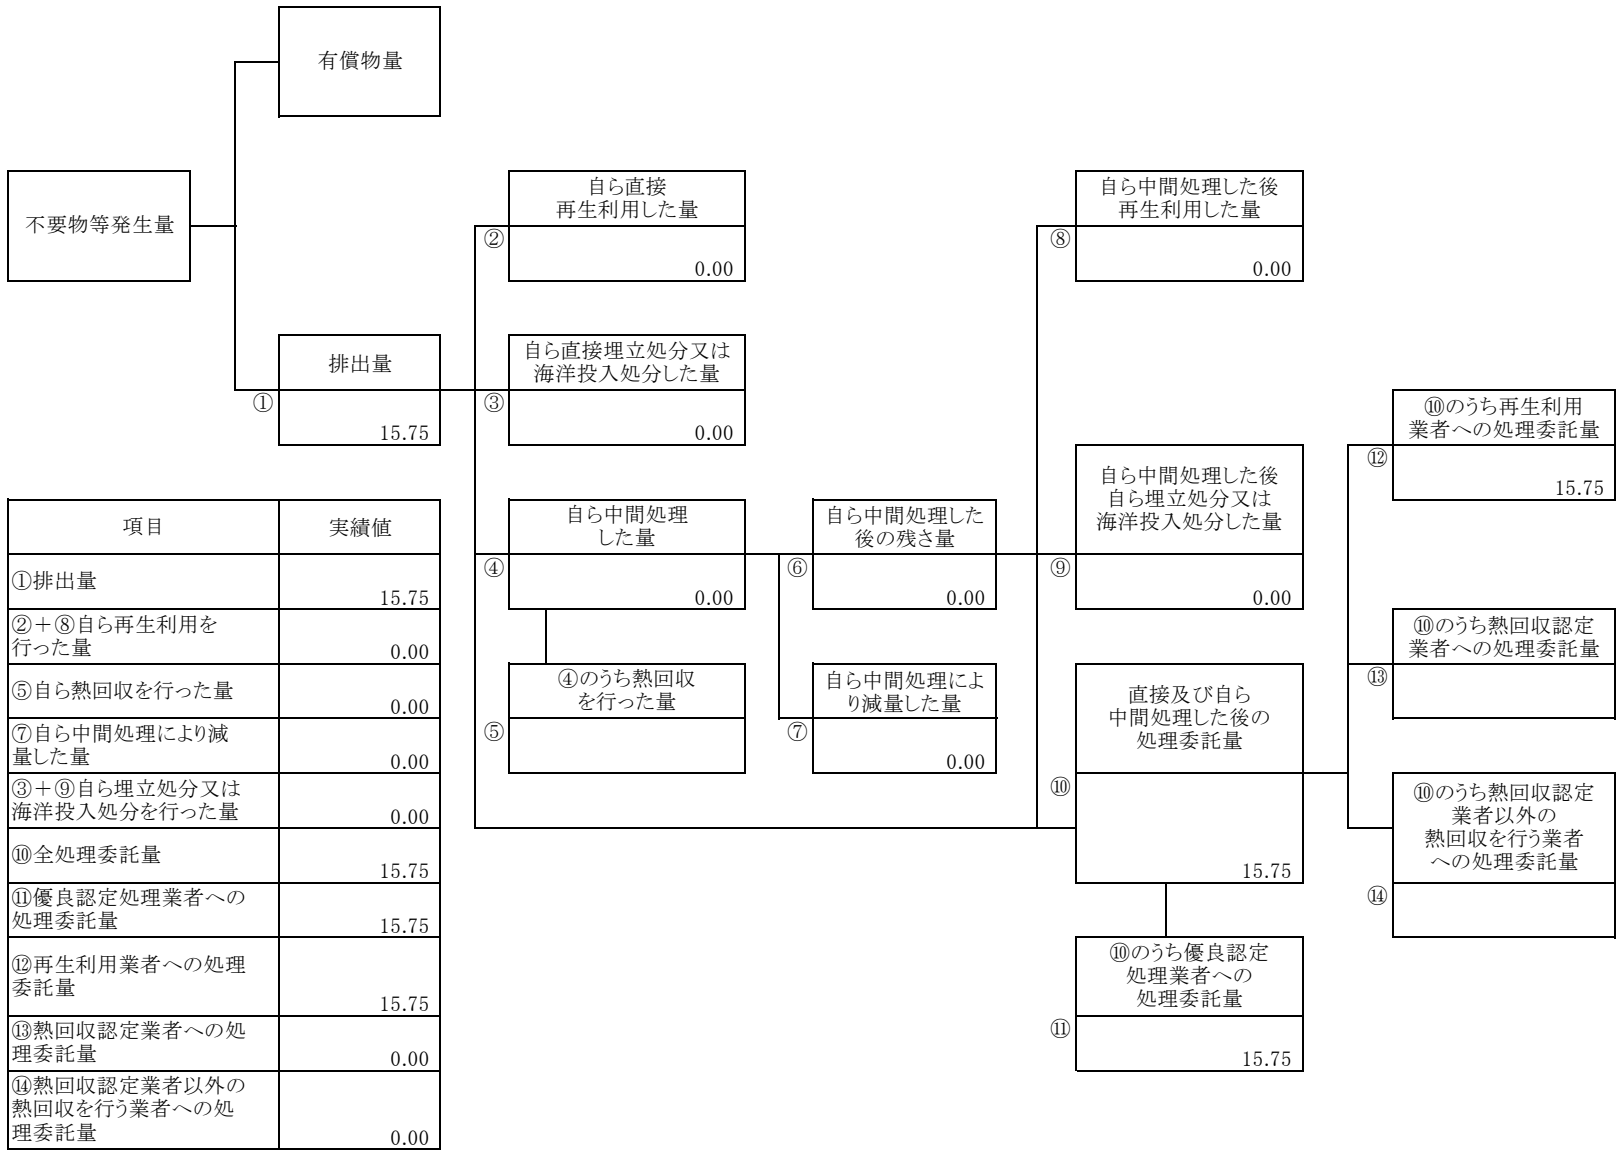 有償物量
不要物等発生量
排出量
①
15.75
自ら直接
再生利用した量
②
0.00
自ら直接埋立処分又は
海洋投入処分した量
③
0.00
自ら中間処理
した量
④
0.00
④のうち熱回収
を行った量
⑤
自ら中間処理した
後の残さ量
⑥
0.00
自ら中間処理によ
り減量した量
⑦
0.00
自ら中間処理した後
再生利用した量
⑧
0.00
自ら中間処理した後
自ら埋立処分又は
海洋投入処分した量
⑨
0.00
直接及び自ら
中間処理した後の
処理委託量
⑩
15.75
⑩のうち優良認定
処理業者への
処理委託量
⑪
15.75
⑩のうち再生利用
業者への処理委託量
⑫
15.75
⑩のうち熱回収認定
業者への処理委託量
⑬
⑩のうち熱回収認定
業者以外の
熱回収を行う業者
への処理委託量
⑭
項目 実績値
①排出量
15.75
②＋⑧自ら再生利用を
行った量
0.00
⑤自ら熱回収を行った量
0.00
⑦自ら中間処理により減
量した量
0.00
③＋⑨自ら埋立処分又は
海洋投入処分を行った量
0.00
⑩全処理委託量
15.75
⑪優良認定処理業者への
処理委託量
15.75
⑫再生利用業者への処理
委託量
15.75
⑬熱回収認定業者への処
理委託量
0.00
⑭熱回収認定業者以外の
熱回収を行う業者への処
理委託量
0.00